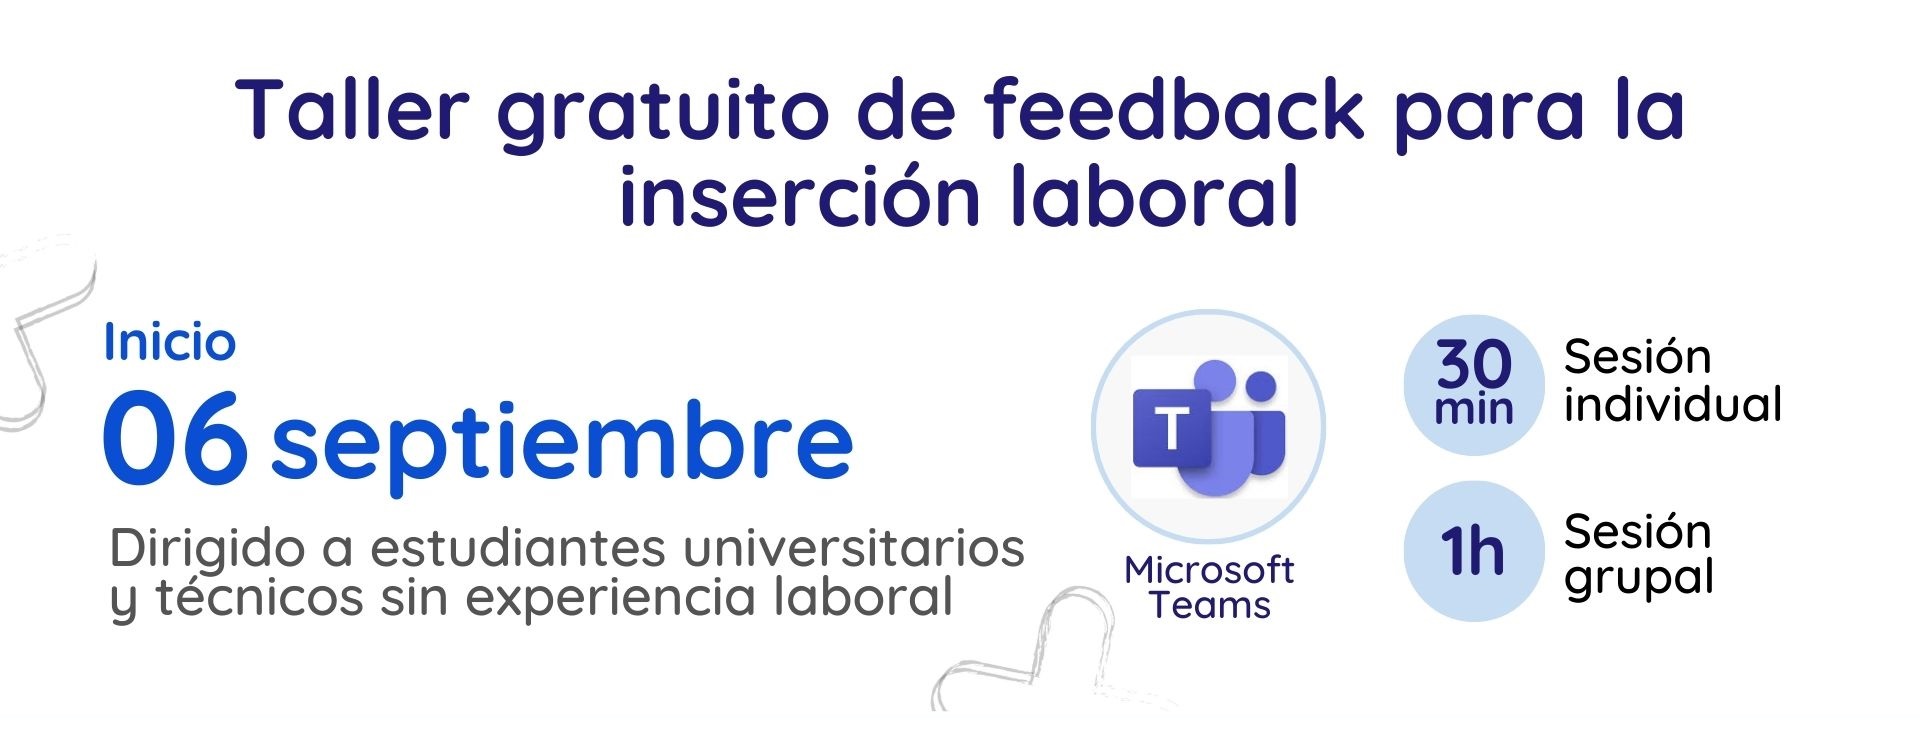 Taller gratuito de feedback para la
inserción laboral
Inicio
06 septiembre
Dirigido a estudiantes universitarios
y técnicos sin experiencia laboral
T
Microsoft
Teams
30
min
Sesión
individual
1h
Sesión
grupal